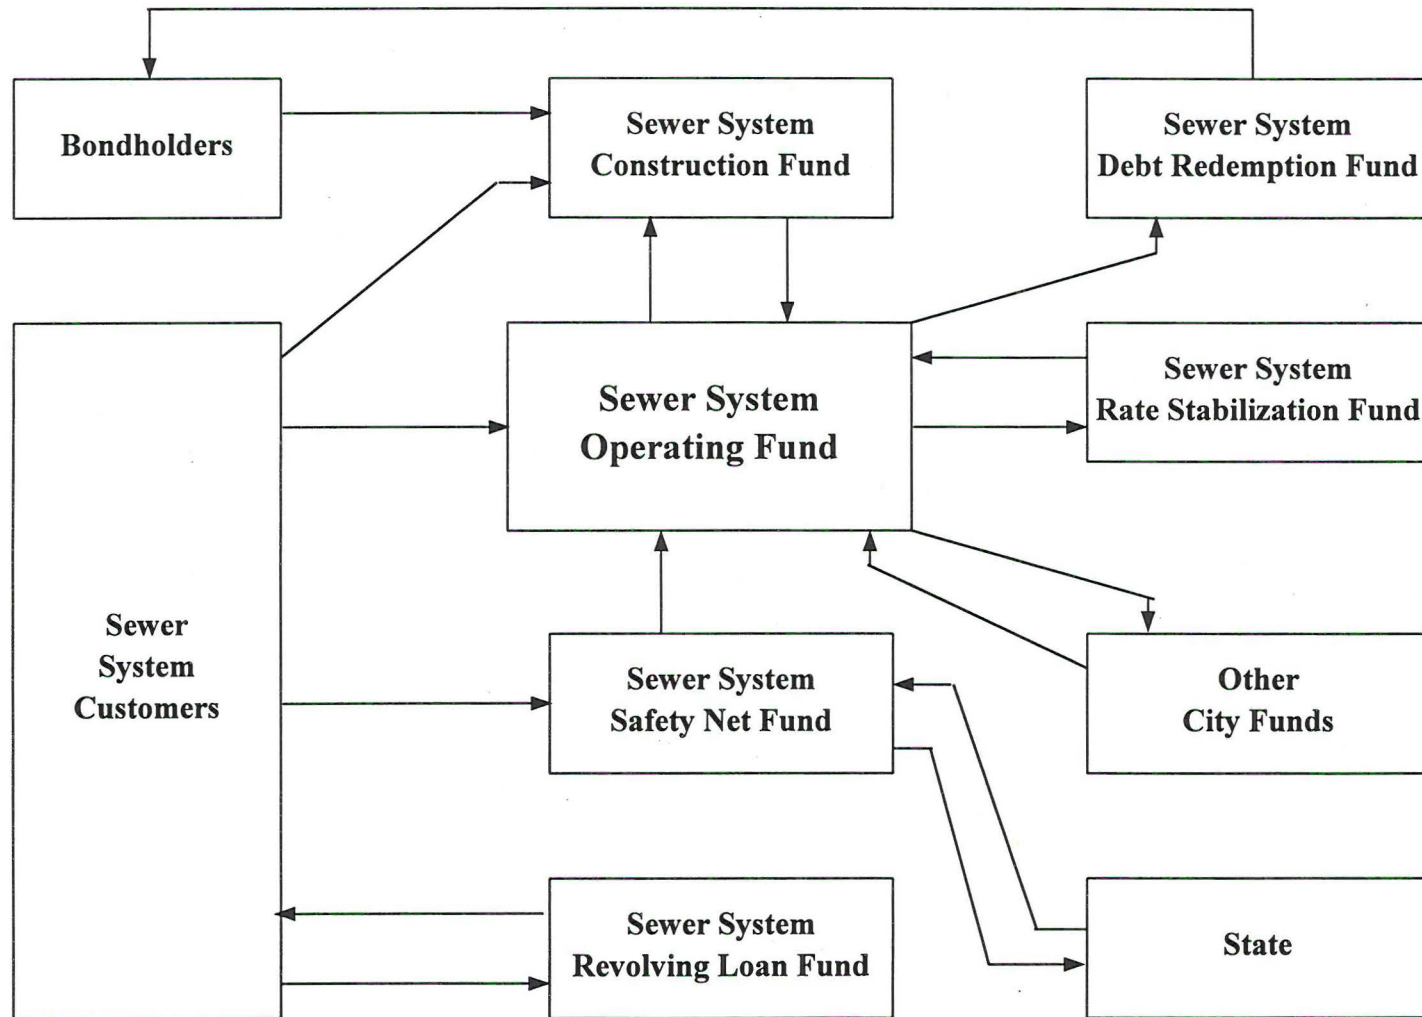 Bondholders
Sewer System
Construction Fund
Sewer System
Debt Redemption Fund
Sewer System
Operating Fund
Sewer System
Rate Stabilization Fund
Sewer
System
Customers
Sewer System
Safety Net Fund
Other
City Funds
Sewer System
Revolving Loan Fund
State